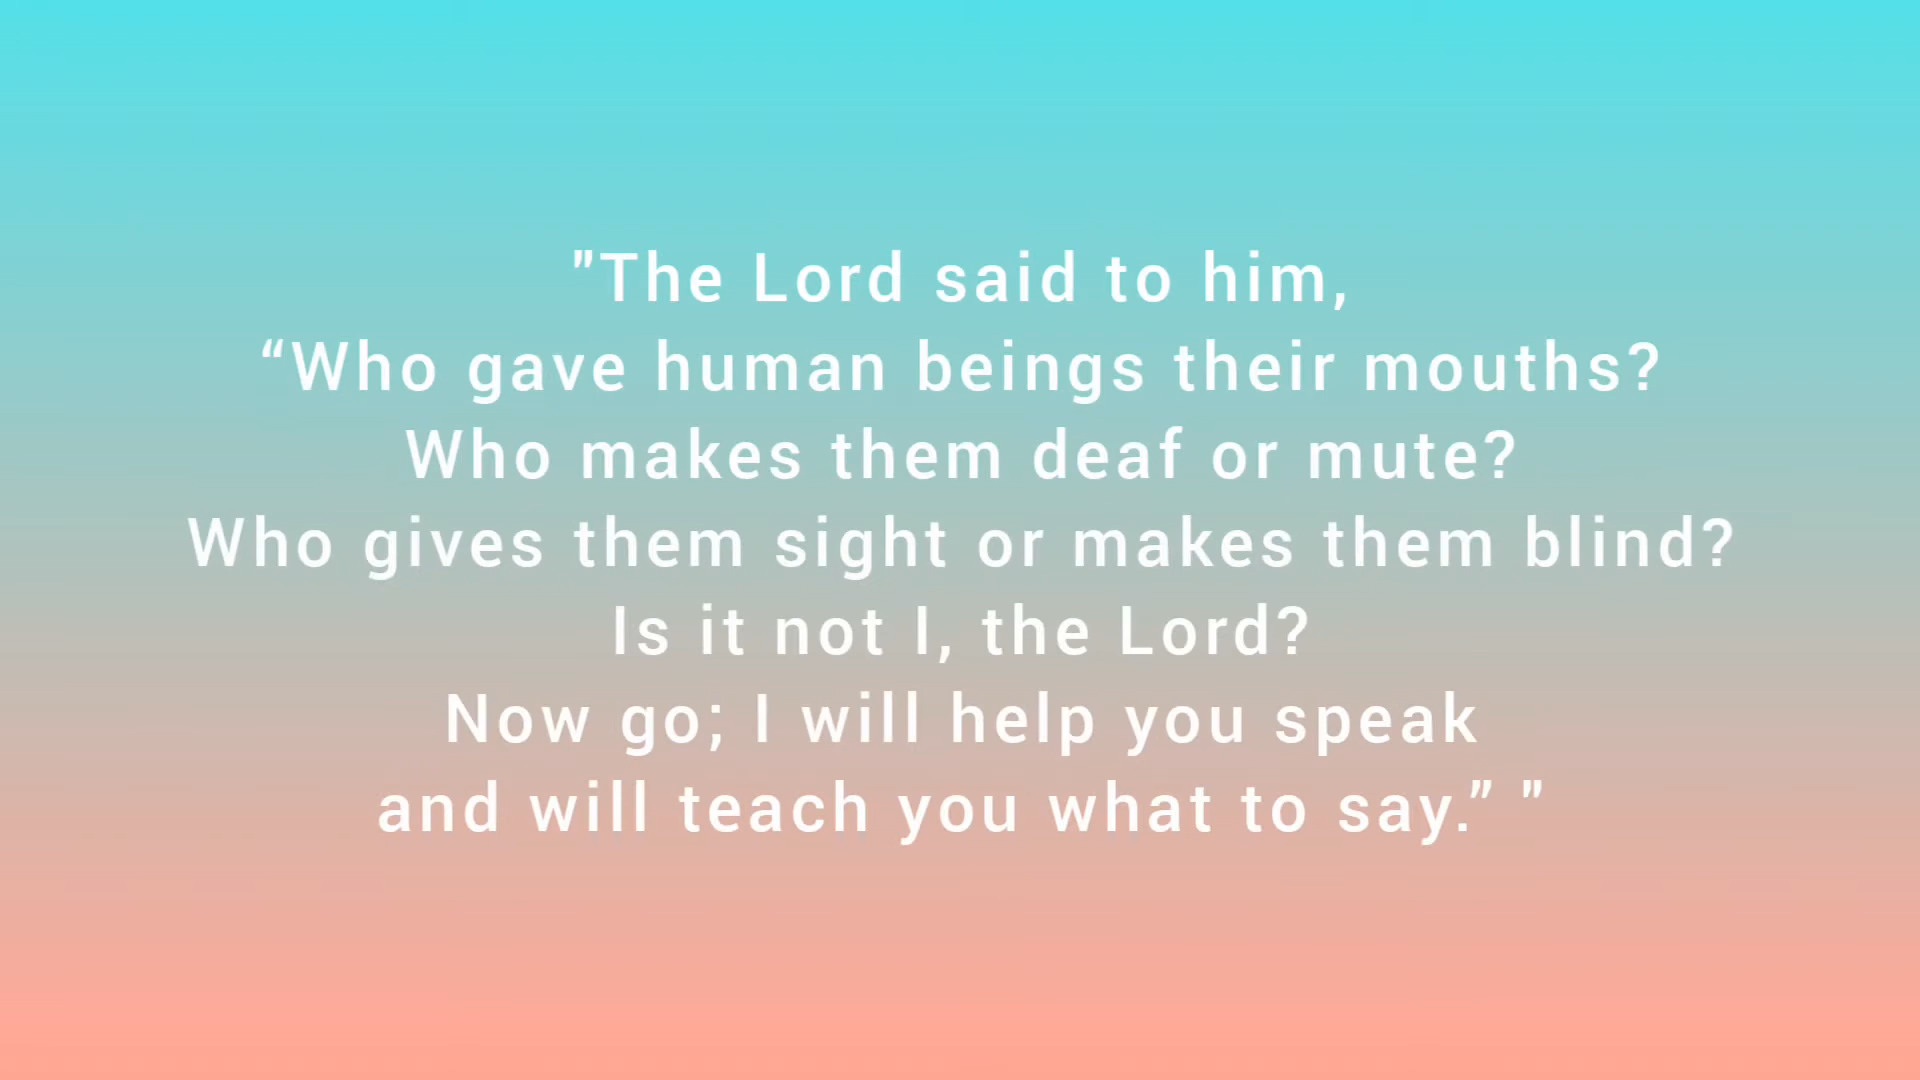 "The Lord said to him,
“Who gave human beings their mouths?
Who makes them deaf or mute?
Who gives them sight or makes them blind?
Is it not I, the Lord?
Now go; I will help you speak
and will teach you what to say.” "